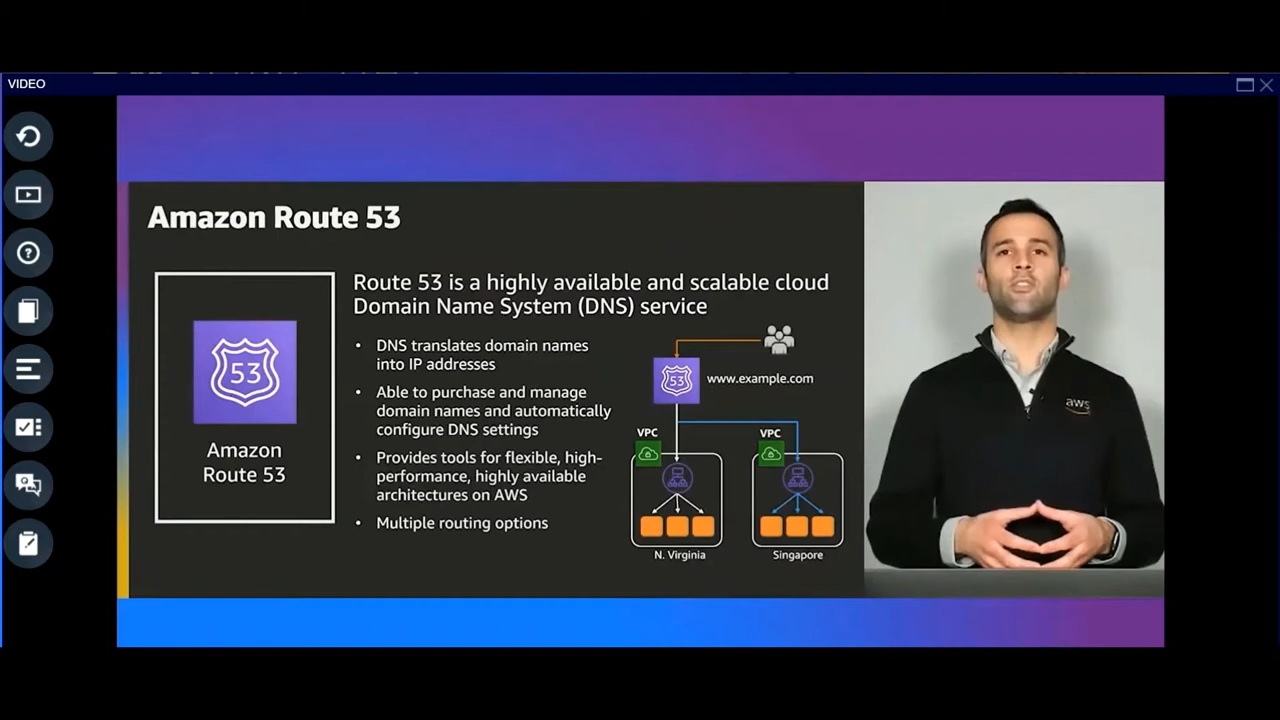 VIDEO
Amazon Route 53
53
Amazon
Route 53
Route 53 is a highly available and scalable cloud
Domain Name System (DNS) service
• DNS translates domain names
into IP addresses
• Able to purchase and manage
domain names and automatically
configure DNS settings
• Provides tools for flexible, high-
performance, highly available
architectures on AWS
• Multiple routing options
53
www.example.com
VPC
VPC
N. Virginia
Singapore
aws